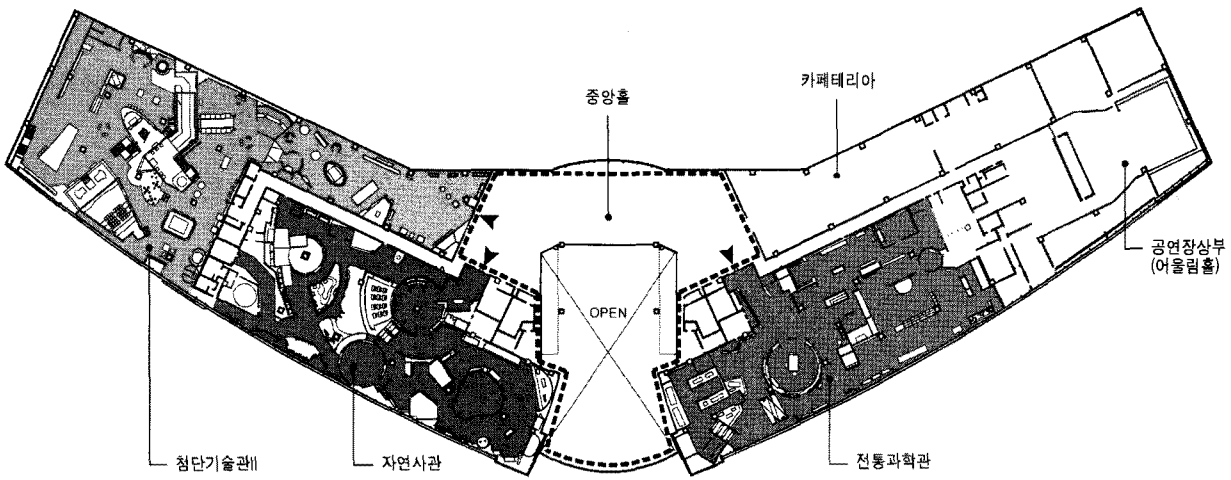 중앙홀
카페테리아
공연장상부
(어울림홀)
OPEN
첨단기술관II
자연사관
전통과학관